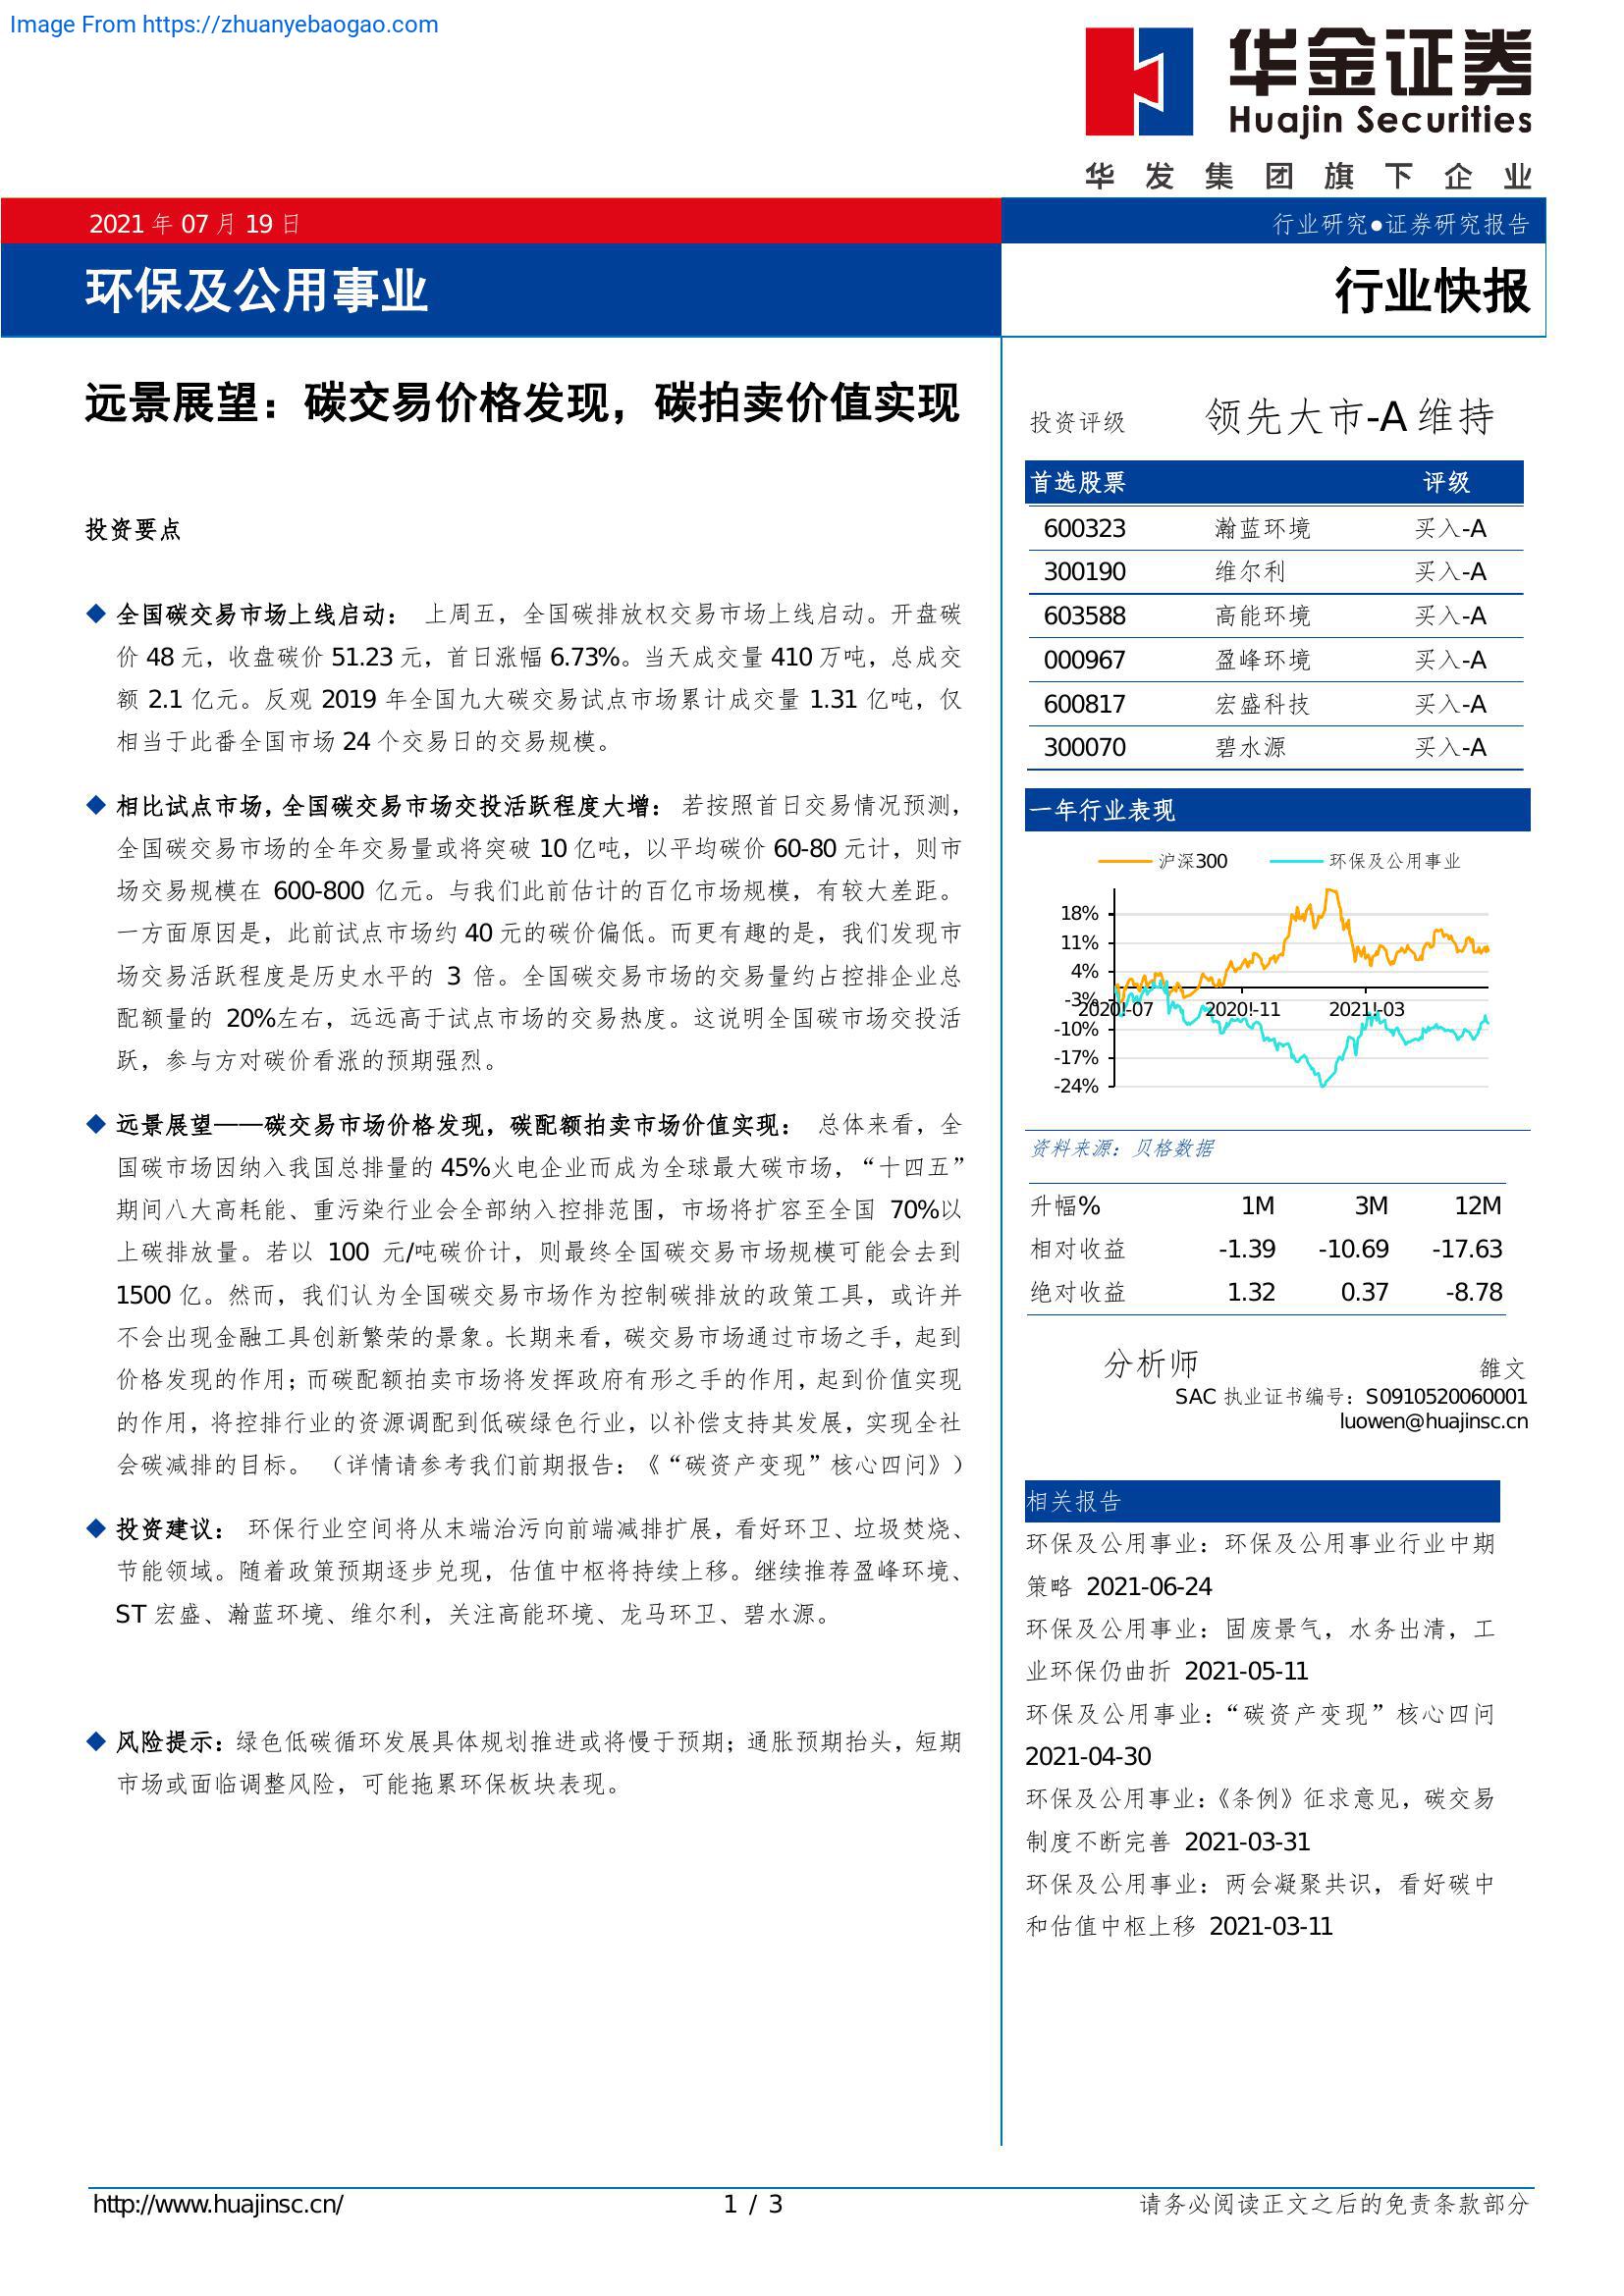 Image From https://zhuanyebaogao.com
华金证券
Huajin Securities
华发集团旗下企业
2021 年 07 月 19 日
行业研究●证券研究报告
环保及公用事业
行业快报
远景展望：碳交易价格发现，碳拍卖价值实现
投资要点
◆ 全国碳交易市场上线启动： 上周五，全国碳排放权交易市场上线启动。开盘碳
价 48 元，收盘碳价 51.23 元，首日涨幅 6.73%。当天成交量 410 万吨，总成交
额 2.1 亿元。反观 2019 年全国九大碳交易试点市场累计成交量 1.31 亿吨，仅
相当于此番全国市场 24 个交易日的交易规模。
◆ 相比试点市场，全国碳交易市场交投活跃程度大增： 若按照首日交易情况预测，
全国碳交易市场的全年交易量或将突破 10 亿吨，以平均碳价 60-80 元计，则市
场交易规模在 600-800 亿元。与我们此前估计的百亿市场规模，有较大差距。
一方面原因是，此前试点市场约 40 元的碳价偏低。而更有趣的是，我们发现市
场交易活跃程度是历史水平的 3 倍。全国碳交易市场的交易量约占控排企业总
配额量的 20%左右，远远高于试点市场的交易热度。这说明全国碳市场交投活
跃，参与方对碳价看涨的预期强烈。
◆ 远景展望——碳交易市场价格发现，碳配额拍卖市场价值实现： 总体来看，全
国碳市场因纳入我国总排量的 45%火电企业而成为全球最大碳市场，“十四五”
期间八大高耗能、重污染行业会全部纳入控排范围，市场将扩容至全国 70%以
上碳排放量。若以 100 元/吨碳价计，则最终全国碳交易市场规模可能会去到
1500 亿。然而，我们认为全国碳交易市场作为控制碳排放的政策工具，或许并
不会出现金融工具创新繁荣的景象。长期来看，碳交易市场通过市场之手，起到
价格发现的作用；而碳配额拍卖市场将发挥政府有形之手的作用，起到价值实现
的作用，将控排行业的资源调配到低碳绿色行业，以补偿支持其发展，实现全社
会碳减排的目标。 （详情请参考我们前期报告：《“碳资产变现”核心四问》）
◆ 投资建议： 环保行业空间将从末端治污向前端减排扩展，看好环卫、垃圾焚烧、
节能领域。随着政策预期逐步兑现，估值中枢将持续上移。继续推荐盈峰环境、
ST 宏盛、瀚蓝环境、维尔利，关注高能环境、龙马环卫、碧水源。
◆ 风险提示：绿色低碳循环发展具体规划推进或将慢于预期；通胀预期抬头，短期
市场或面临调整风险，可能拖累环保板块表现。
投资评级 领先大市-A 维持
首选股票 评级
600323 瀚蓝环境 买入-A
300190 维尔利 买入-A
603588 高能环境 买入-A
000967 盈峰环境 买入-A
600817 宏盛科技 买入-A
300070 碧水源 买入-A
一年行业表现
沪深300 环保及公用事业
18%
11%
4%
-3%
2020!-07 2020!-11 2021!-03
-10%
-17%
-24%
资料来源：贝格数据
升幅% 1M 3M 12M
相对收益 -1.39 -10.69 -17.63
绝对收益 1.32 0.37 -8.78
分析师 雒文
SAC 执业证书编号：S0910520060001
luowen@huajinsc.cn
相关报告
环保及公用事业：环保及公用事业行业中期
策略 2021-06-24
环保及公用事业：固废景气，水务出清，工
业环保仍曲折 2021-05-11
环保及公用事业：“碳资产变现”核心四问
2021-04-30
环保及公用事业：《条例》征求意见，碳交易
制度不断完善 2021-03-31
环保及公用事业：两会凝聚共识，看好碳中
和估值中枢上移 2021-03-11
http://www.huajinsc.cn/ 1 / 3 请务必阅读正文之后的免责条款部分